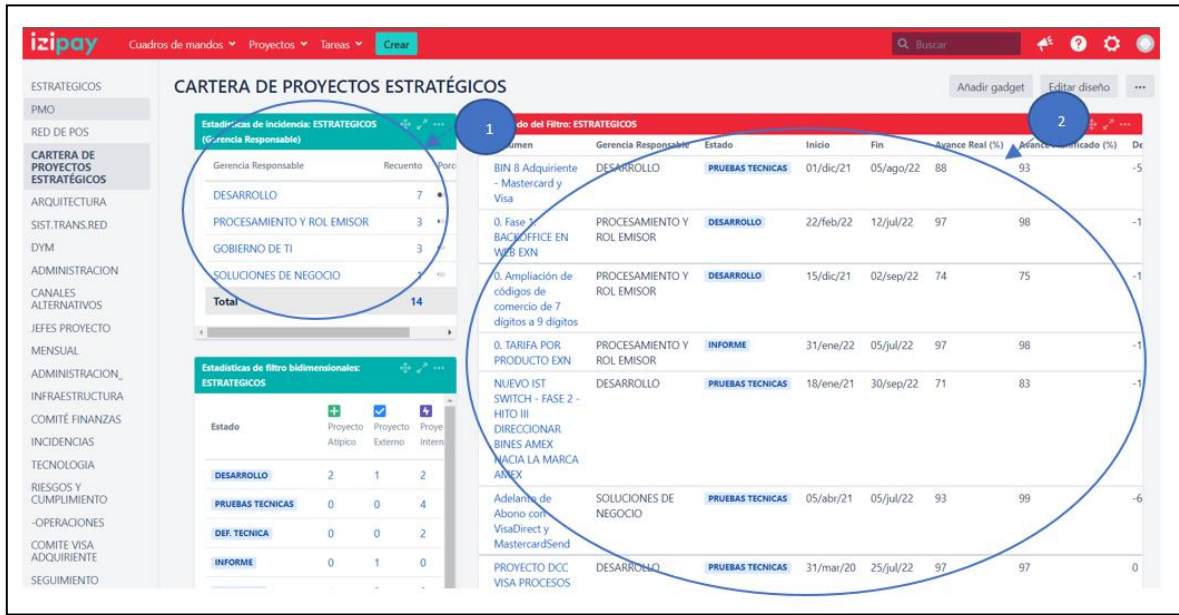 izipay Cuadros de mandos Proyectos Tareas Crear Buscar
ESTRATEGICOS
PMO
RED DE POS
CARTERA DE
PROYECTOS
ESTRATÉGICOS
ARQUITECTURA
SIST.TRANS.RED
DYM
ADMINISTRACION
CANALES
ALTERNATIVOS
JEFES PROYECTO
MENSUAL
ADMINISTRACION_
INFRAESTRUCTURA
COMITÉ FINANZAS
INCIDENCIAS
TECNOLOGIA
RIESGOS Y
CUMPLIMIENTO
-OPERACIONES
COMITE VISA
ADQUIRIENTE
SEGUIMIENTO
CARTERA DE PROYECTOS ESTRATÉGICOS
Añadir gadget Editar diseño
1
2
Estadísticas de incidencia: ESTRATEGICOS
(Gerencia Responsable)
Gerencia Responsable Recuento
DESARROLLO 7
PROCESAMIENTO Y ROL EMISOR 3
GOBIERNO DE TI 3
SOLUCIONES DE NEGOCIO 1
Total 14
Estadísticas de filtro bidimensionales:
ESTRATEGICOS
Estado Proyecto Proyecto Proye
Atípico Externo Intern
DESARROLLO 2 1 2
PRUEBAS TECNICAS 0 0 4
DEF. TECNICA 0 0 2
INFORME 0 1 0
do del Filtro: ESTRATEGICOS
Gerencia Responsable Estado Inicio Fin Avance Real (%) (%) De
BIN 8 Adquiriente DESARROLLO PRUEBAS TECNICAS 01/dic/21 05/ago/22 88 93 -5
- Mastercard y
Visa
0. Fase 1: PROCESAMIENTO Y DESARROLLO 22/feb/22 12/jul/22 97 98 -1
BACKOFFICE EN ROL EMISOR
WEB EXN
0. Ampliación de PROCESAMIENTO Y DESARROLLO 15/dic/21 02/sep/22 74 75 -1
códigos de ROL EMISOR
comercio de 7
dígitos a 9 dígitos
0. TARIFA POR PROCESAMIENTO Y INFORME 31/ene/22 05/jul/22 97 98 -1
PRODUCTO EXN ROL EMISOR
NUEVO IST DESARROLLO PRUEBAS TECNICAS 18/ene/21 30/sep/22 71 83 -1
SWITCH - FASE 2 -
HITO III
DIRECCIONAR
BINES AMEX
HACIA LA MARCA
AMEX
Adelanto de SOLUCIONES DE PRUEBAS TECNICAS 05/abr/21 05/jul/22 93 99 -6
Abono con NEGOCIO
VisaDirect y
MastercardSend
PROYECTO DCC DESARROLLO PRUEBAS TECNICAS 31/mar/20 25/jul/22 97 97 0
VISA PROCESOS